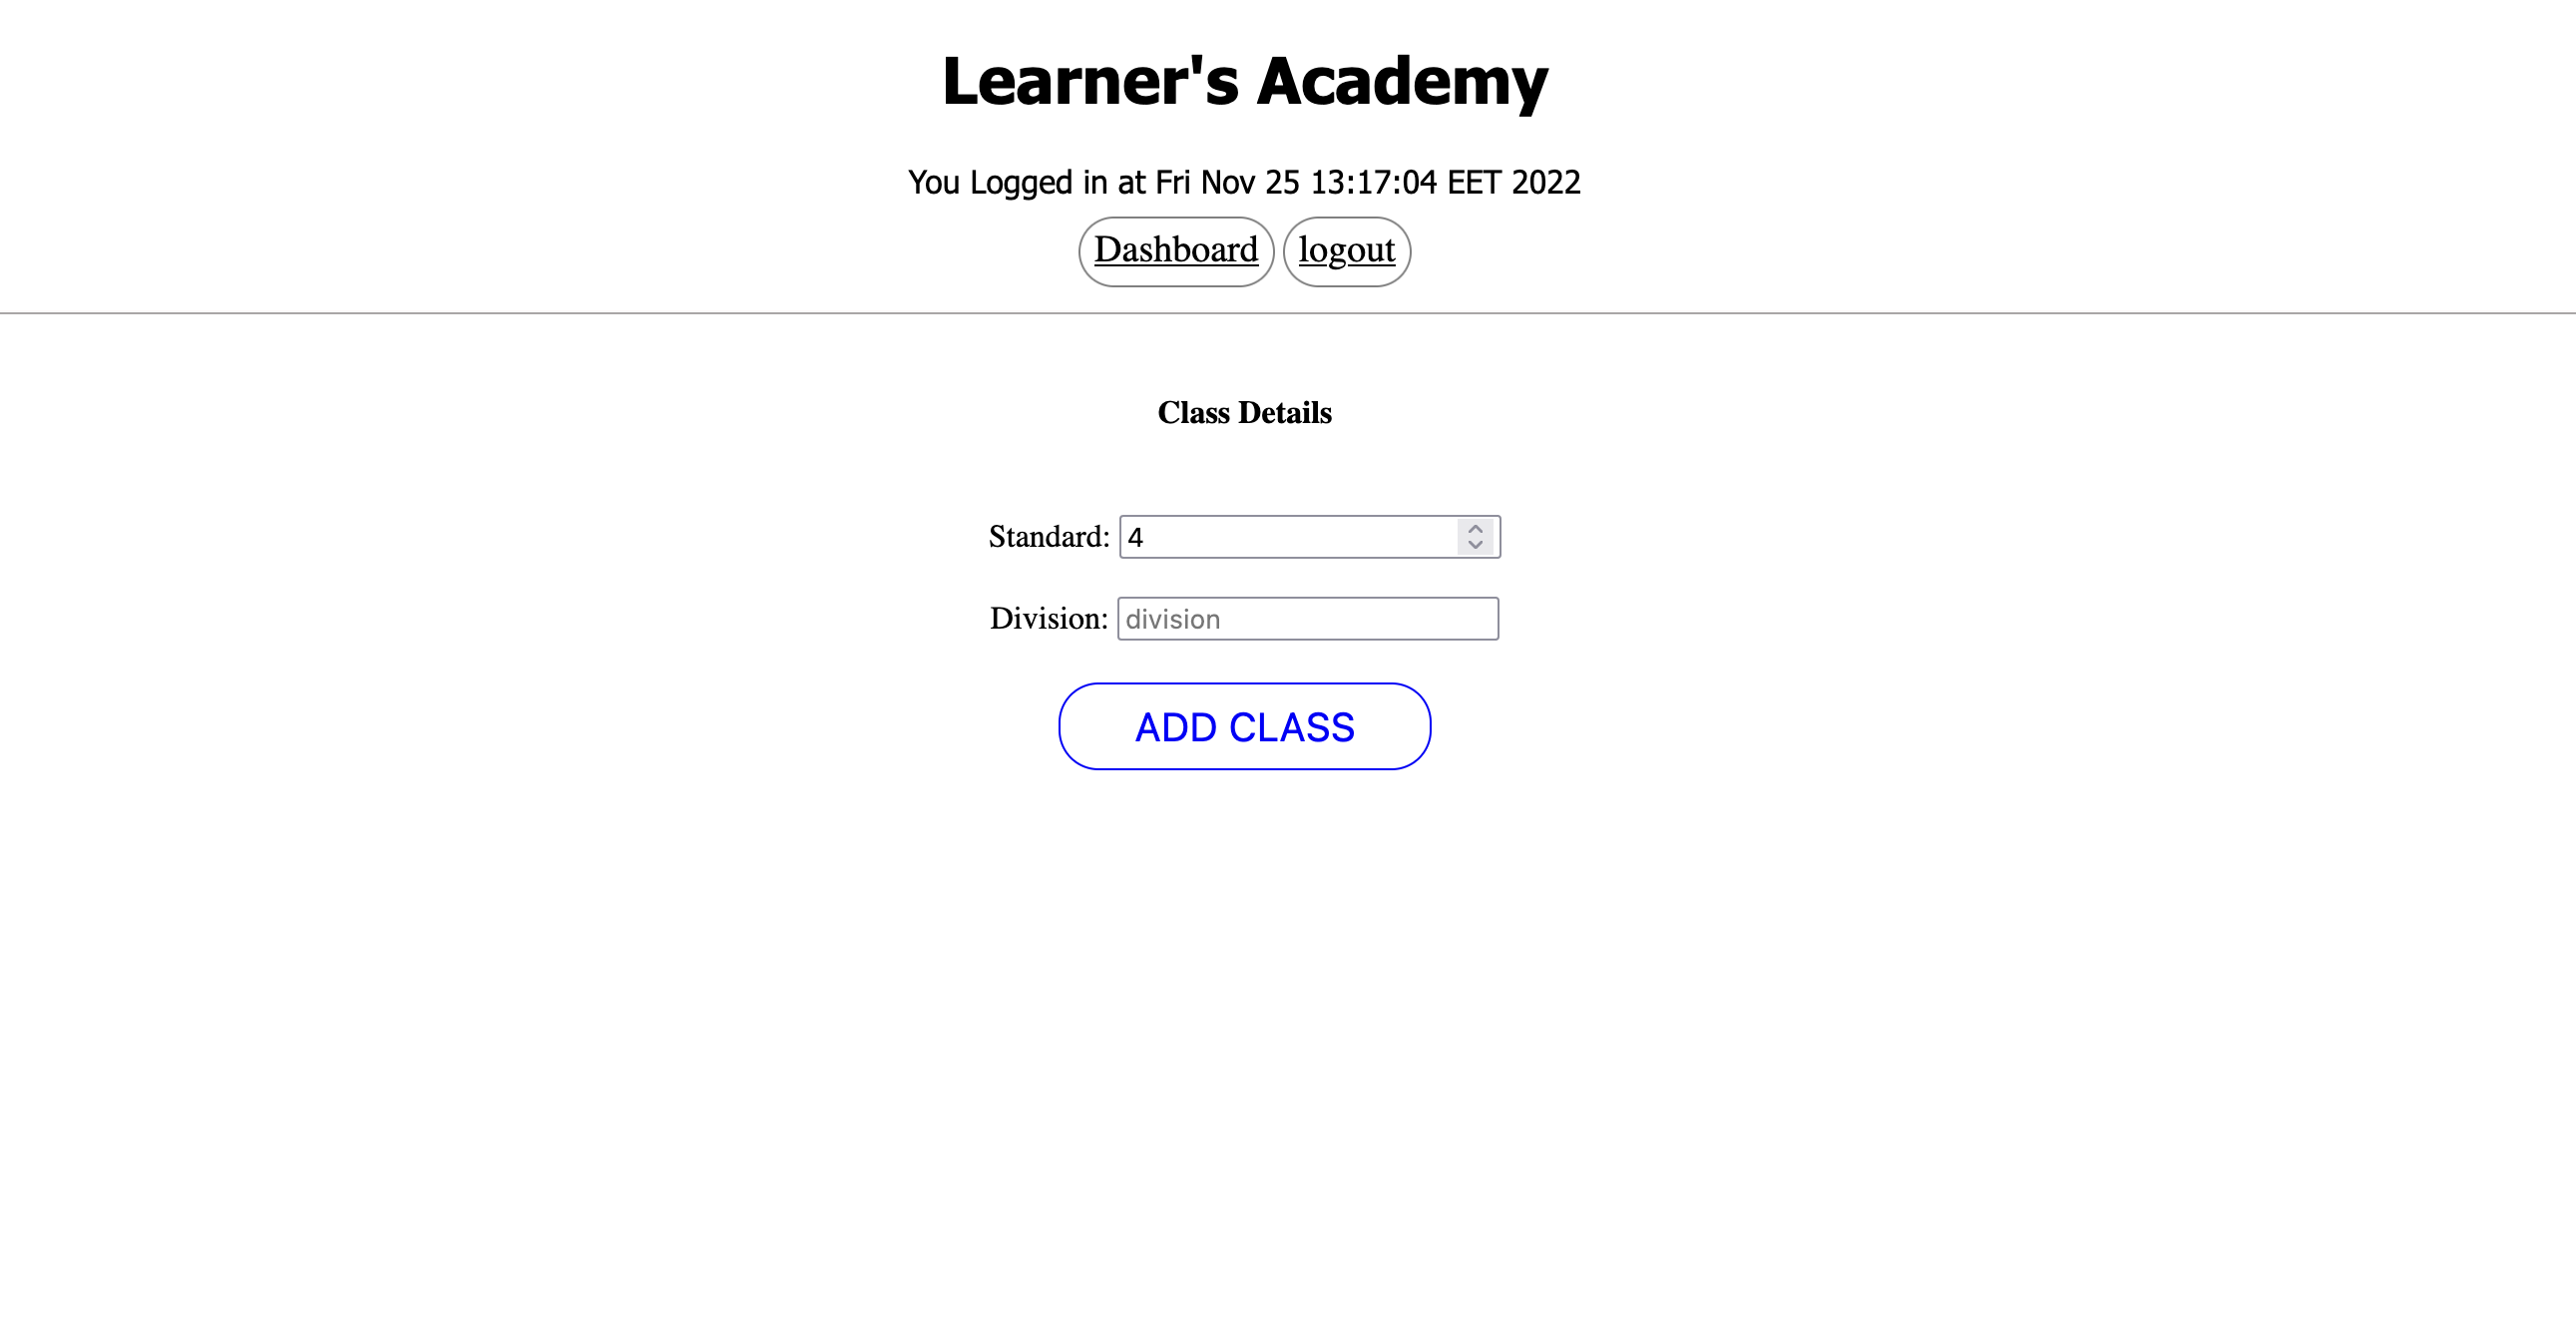 Learner's Academy
You Logged in at Fri Nov 25 13:17:04 EET 2022
Dashboard logout
Class Details
Standard: 4
Division: division
ADD CLASS